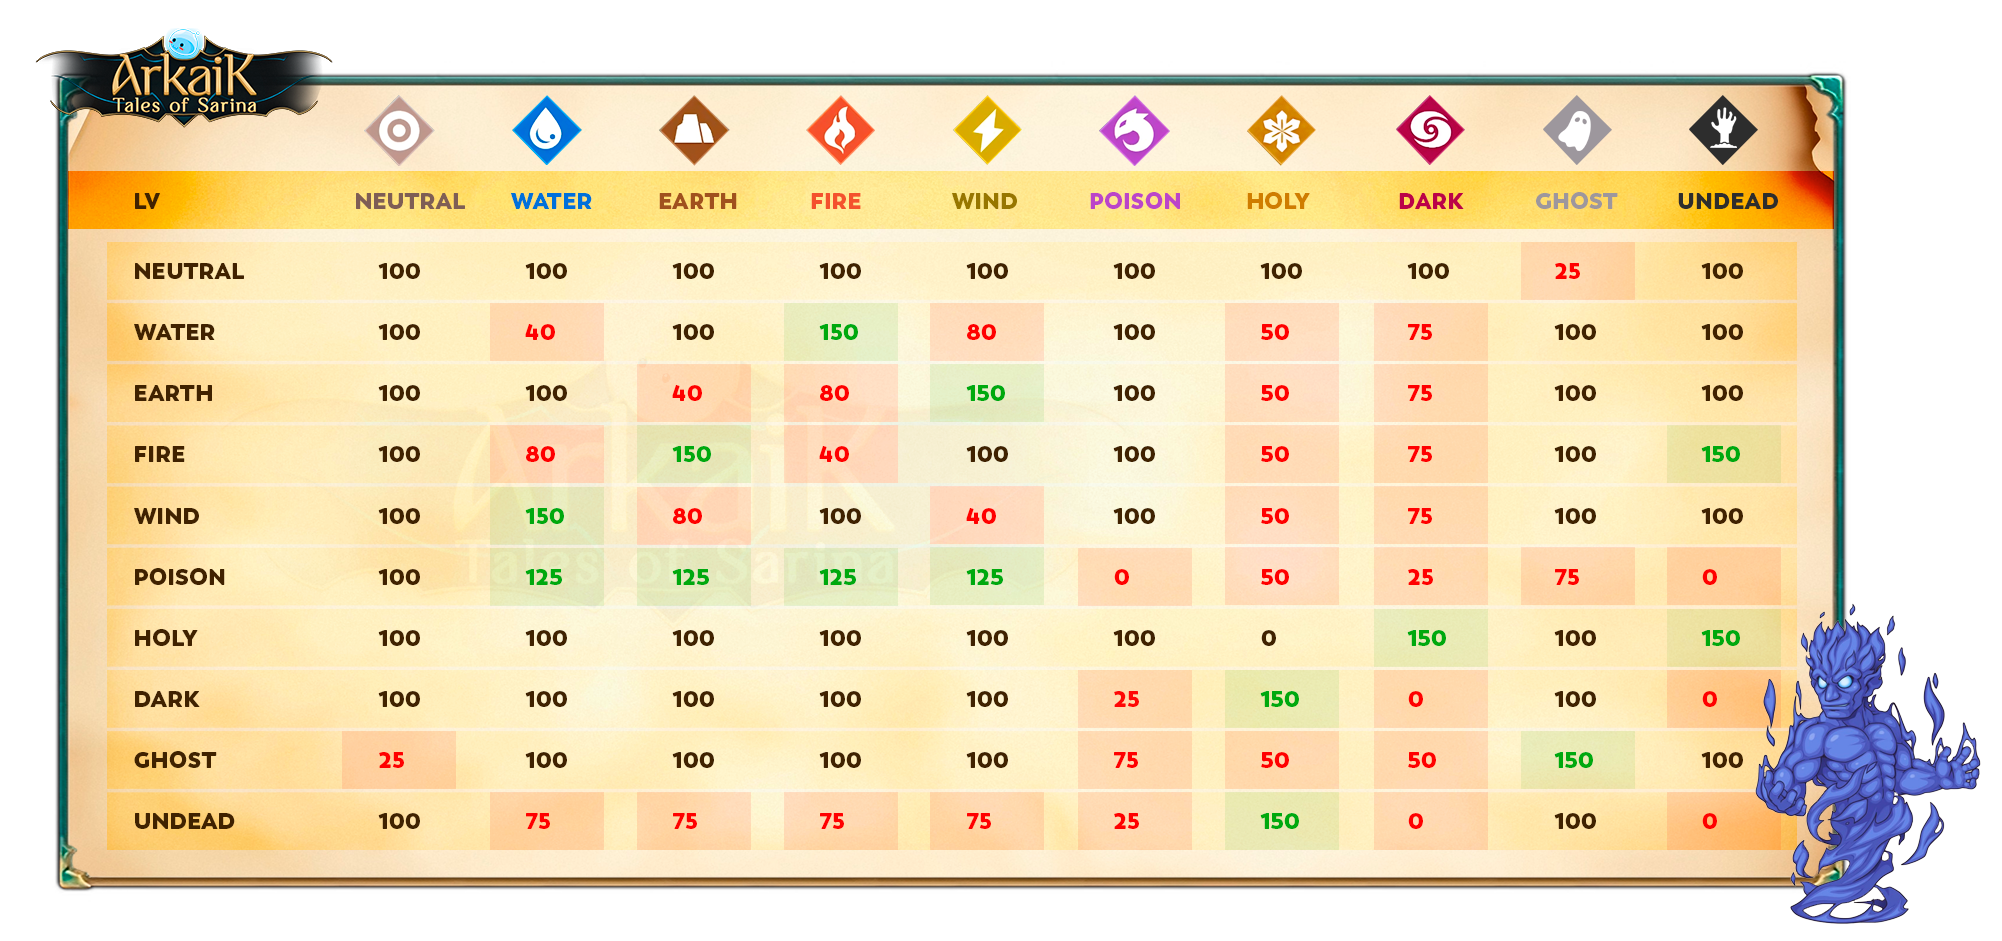 ArkaiK
Tales of Sarina
LV NEUTRAL WATER EARTH FIRE WIND POISON HOLY DARK GHOST UNDEAD
NEUTRAL 100 100 100 100 100 100 100 100 25 100
WATER 100 40 100 150 80 100 50 75 100 100
EARTH 100 100 40 80 150 100 50 75 100 100
FIRE 100 80 150 40 100 100 50 75 100 150
WIND 100 150 80 100 40 100 50 75 100 100
POISON 100 125 125 125 125 0 50 25 75 0
HOLY 100 100 100 100 100 100 0 150 100 150
DARK 100 100 100 100 100 25 150 0 100 0
GHOST 25 100 100 100 100 75 50 50 150 100
UNDEAD 100 75 75 75 75 25 150 0 100 0
ArkaiK
Tales of Sarina